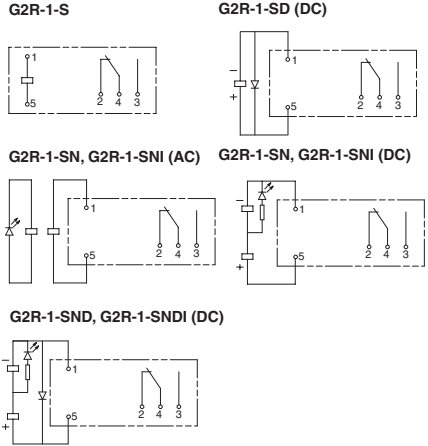 G2R-1-S
1
5
2 4 3
G2R-1-SD (DC)
−
+
1
5
2 4 3
G2R-1-SN, G2R-1-SNI (AC)
1
5
2 4 3
G2R-1-SN, G2R-1-SNI (DC)
−
+
1
5
2 4 3
G2R-1-SND, G2R-1-SNDI (DC)
−
+
1
5
2 4 3